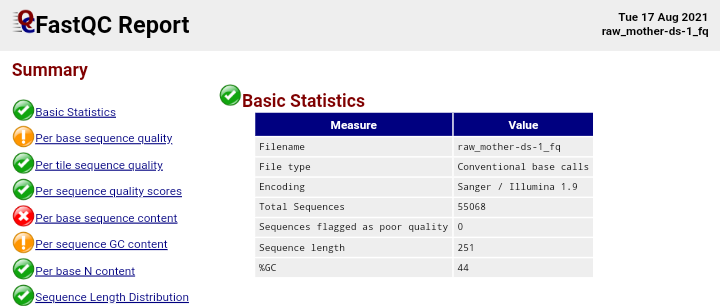 FastQC Report
Tue 17 Aug 2021
raw_mother-ds-1_fq
Summary
Basic Statistics
Per base sequence quality
Per tile sequence quality
Per sequence quality scores
Per base sequence content
Per sequence GC content
Per base N content
Sequence Length Distribution
Basic Statistics
Measure Value
Filename raw_mother-ds-1_fq
File type Conventional base calls
Encoding Sanger / Illumina 1.9
Total Sequences 55068
Sequences flagged as poor quality 0
Sequence length 251
%GC 44